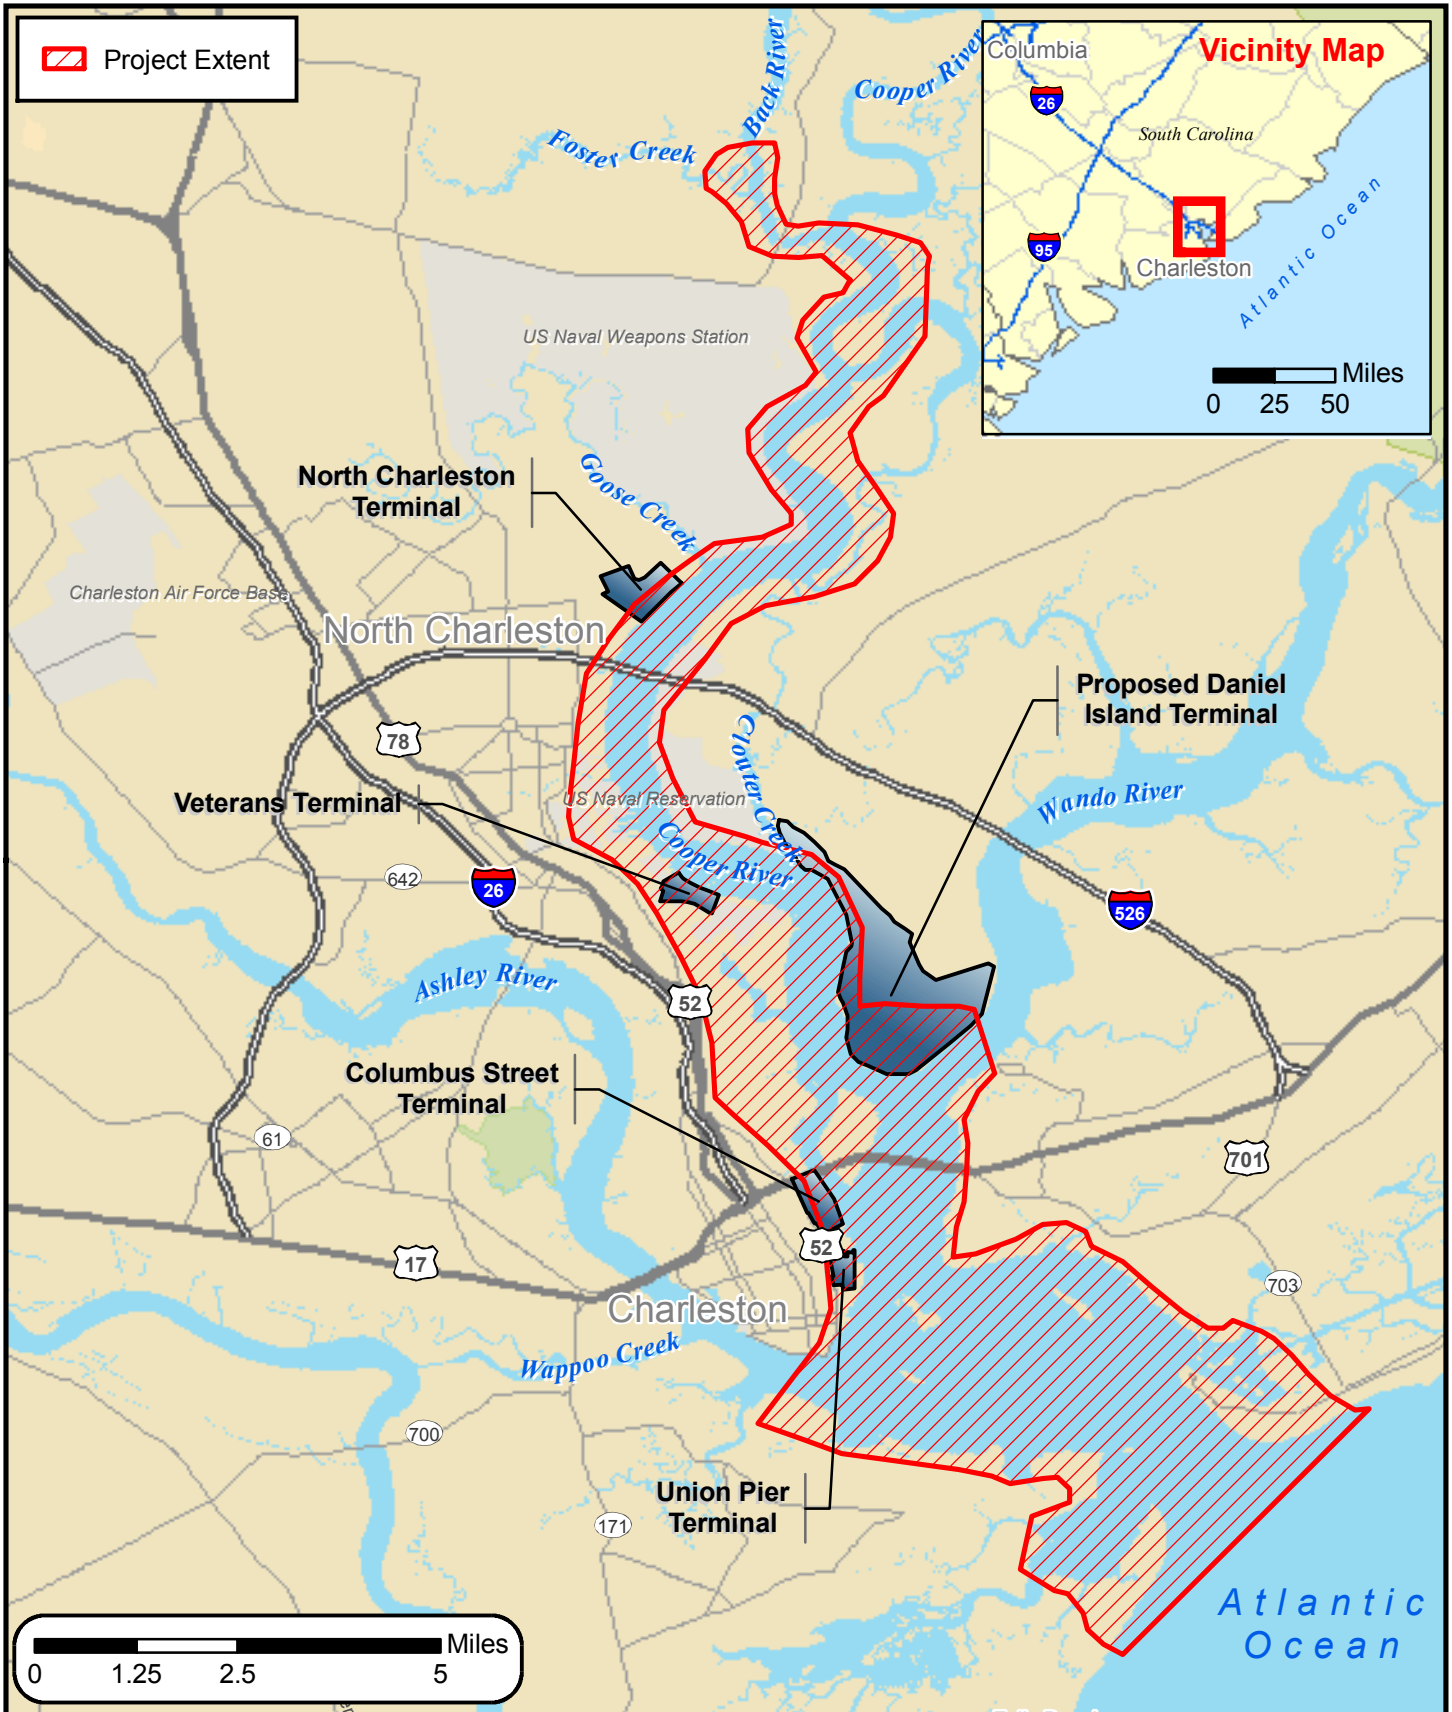 Project Extent
Back River
Cooper River
Foster Creek
Columbia
Vicinity Map
26
South Carolina
95
Charleston
Atlantic Ocean
Miles
0 25 50
US Naval Weapons Station
North Charleston
Terminal
Goose Creek
Charleston Air Force Base
North Charleston
Proposed Daniel
Island Terminal
78
Clouter Creek
Veterans Terminal
US Naval Reservation
Wando River
Cooper River
642
26
526
Ashley River
52
Columbus Street
Terminal
61
701
52
17
703
Charleston
Wappoo Creek
700
Union Pier
Terminal
171
Atlantic
Ocean
Miles
0 1.25 2.5 5